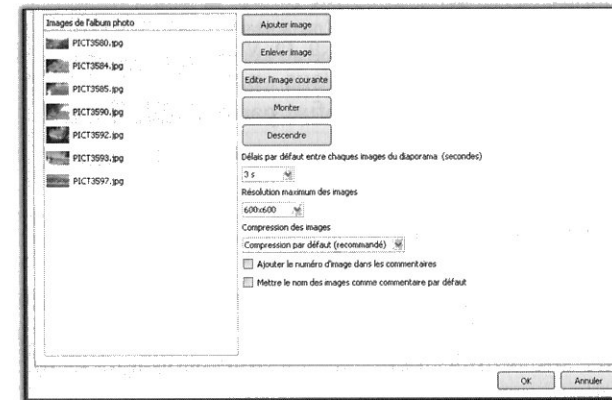 Images de l'album photo
PICT3580.jpg
PICT3584.jpg
PICT3585.jpg
PICT3590.jpg
PICT3592.jpg
PICT3593.jpg
PICT3597.jpg
Ajouter image
Enlever image
Editer l'image courante
Monter
Descendre
Délais par défaut entre chaques images du diaporama (secondes)
3 s
Résolution maximum des images
600x600
Compression des images
Compression par défaut (recommandé)
Ajouter le numéro d'image dans les commentaires
Mettre le nom des images comme commentaire par défaut
OK
Annuler